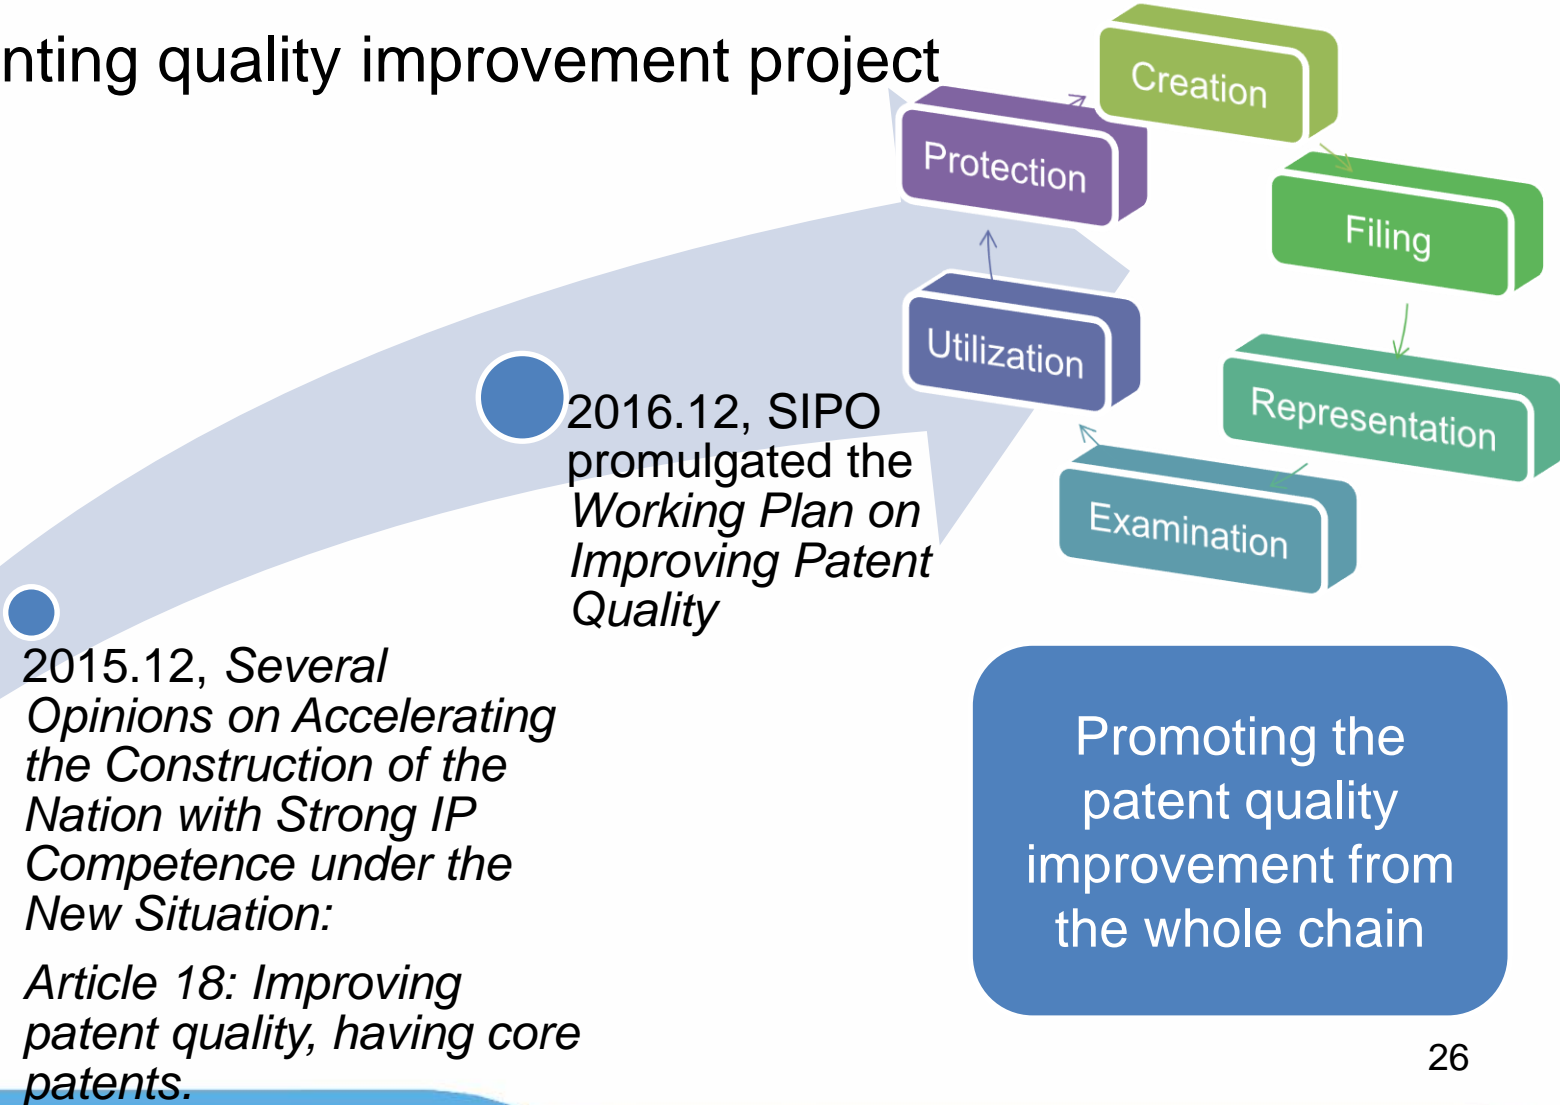 nting quality improvement project
Creation
Protection
Filing
Utilization
Representation
Examination
2016.12, SIPO
promulgated the
Working Plan on
Improving Patent
Quality
2015.12, Several
Opinions on Accelerating
the Construction of the
Nation with Strong IP
Competence under the
New Situation:
Article 18: Improving
patent quality, having core
patents.
Promoting the
patent quality
improvement from
the whole chain
26